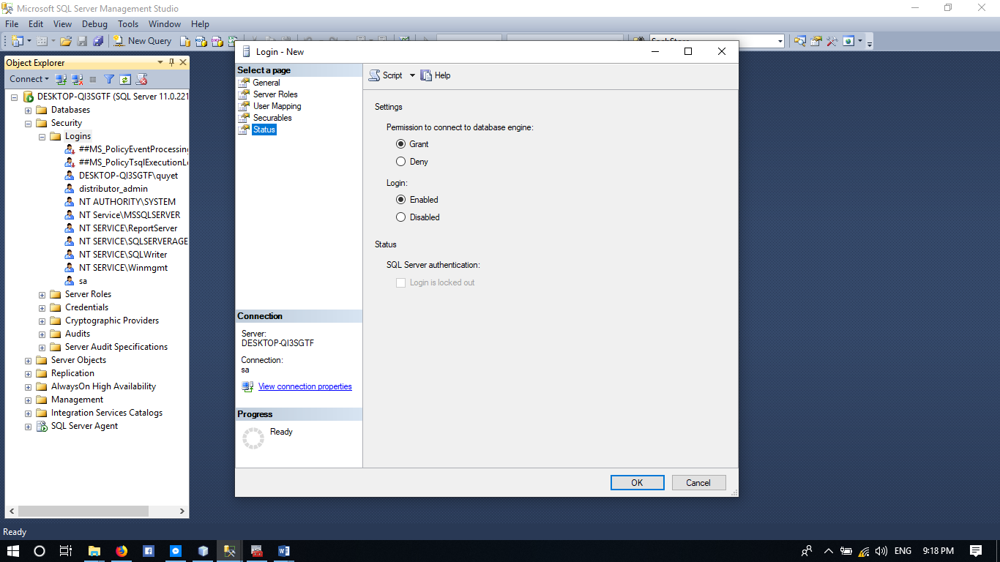 Microsoft SQL Server Management Studio
File Edit View Debug Tools Window Help
New Query
Object Explorer
Connect
DESKTOP-QI3SGTF (SQL Server 11.0.221
Databases
Security
Logins
##MS_PolicyEventProcessing
##MS_PolicyTsqlExecutionLo
DESKTOP-QI3SGTF\quyet
distributor_admin
NT AUTHORITY\SYSTEM
NT Service\MSSQLSERVER
NT SERVICE\ReportServer
NT SERVICE\SQLSERVERAGE
NT SERVICE\SQLWriter
NT SERVICE\Winmgmt
sa
Server Roles
Credentials
Cryptographic Providers
Audits
Server Audit Specifications
Server Objects
Replication
AlwaysOn High Availability
Management
Integration Services Catalogs
SQL Server Agent
Login - New
Select a page
General
Server Roles
User Mapping
Securables
Status
Connection
Server:
DESKTOP-QI3SGTF
Connection:
sa
View connection properties
Progress
Ready
Script Help
Settings
Permission to connect to database engine:
Grant
Deny
Login:
Enabled
Disabled
Status
SQL Server authentication:
Login is locked out
OK Cancel
Ready
ENG 9:18 PM